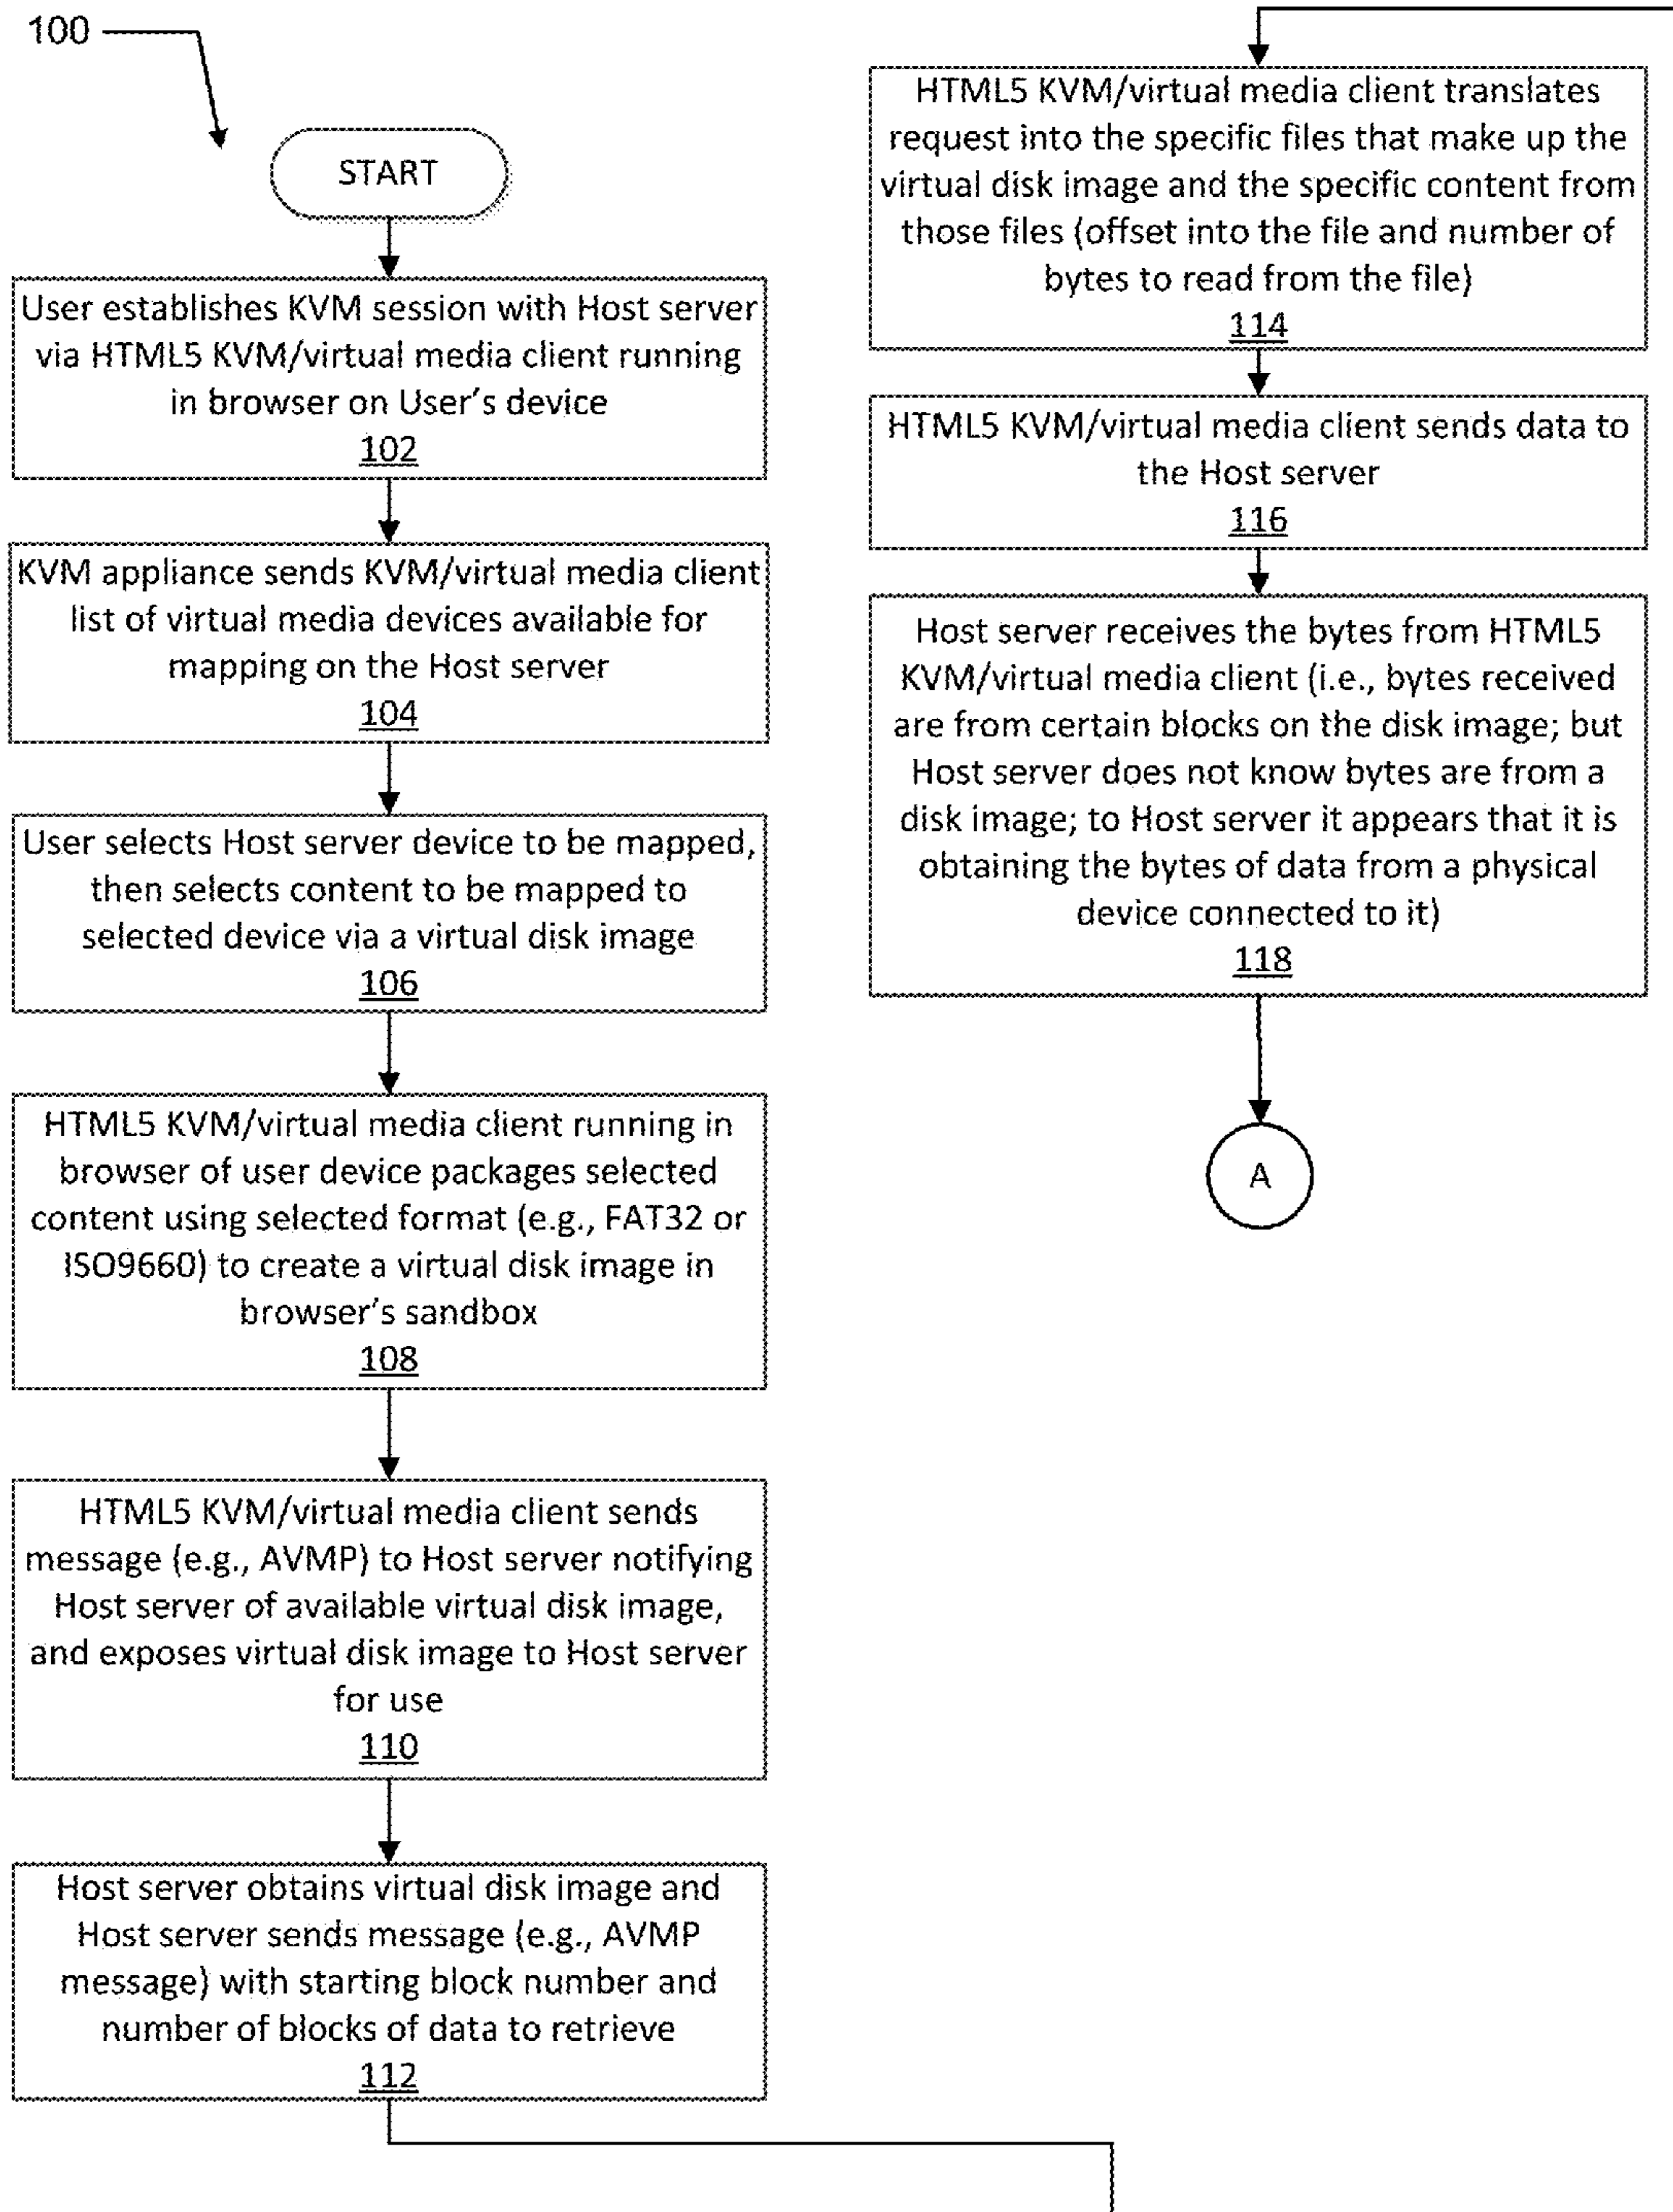 100
START
User establishes KVM session with Host server
via HTML5 KVM/virtual media client running
in browser on User's device
102
KVM appliance sends KVM/virtual media client
list of virtual media devices available for
mapping on the Host server
104
User selects Host server device to be mapped,
then selects content to be mapped to
selected device via a virtual disk image
106
HTML5 KVM/virtual media client running in
browser of user device packages selected
content using selected format (e.g., FAT32 or
ISO9660) to create a virtual disk image in
browser's sandbox
108
HTML5 KVM/virtual media client sends
message (e.g., AVMP) to Host server notifying
Host server of available virtual disk image,
and exposes virtual disk image to Host server
for use
110
Host server obtains virtual disk image and
Host server sends message (e.g., AVMP
message) with starting block number and
number of blocks of data to retrieve
112
HTML5 KVM/virtual media client translates
request into the specific files that make up the
virtual disk image and the specific content from
those files (offset into the file and number of
bytes to read from the file)
114
HTML5 KVM/virtual media client sends data to
the Host server
116
Host server receives the bytes from HTML5
KVM/virtual media client (i.e., bytes received
are from certain blocks on the disk image; but
Host server does not know bytes are from a
disk image; to Host server it appears that it is
obtaining the bytes of data from a physical
device connected to it)
118
A